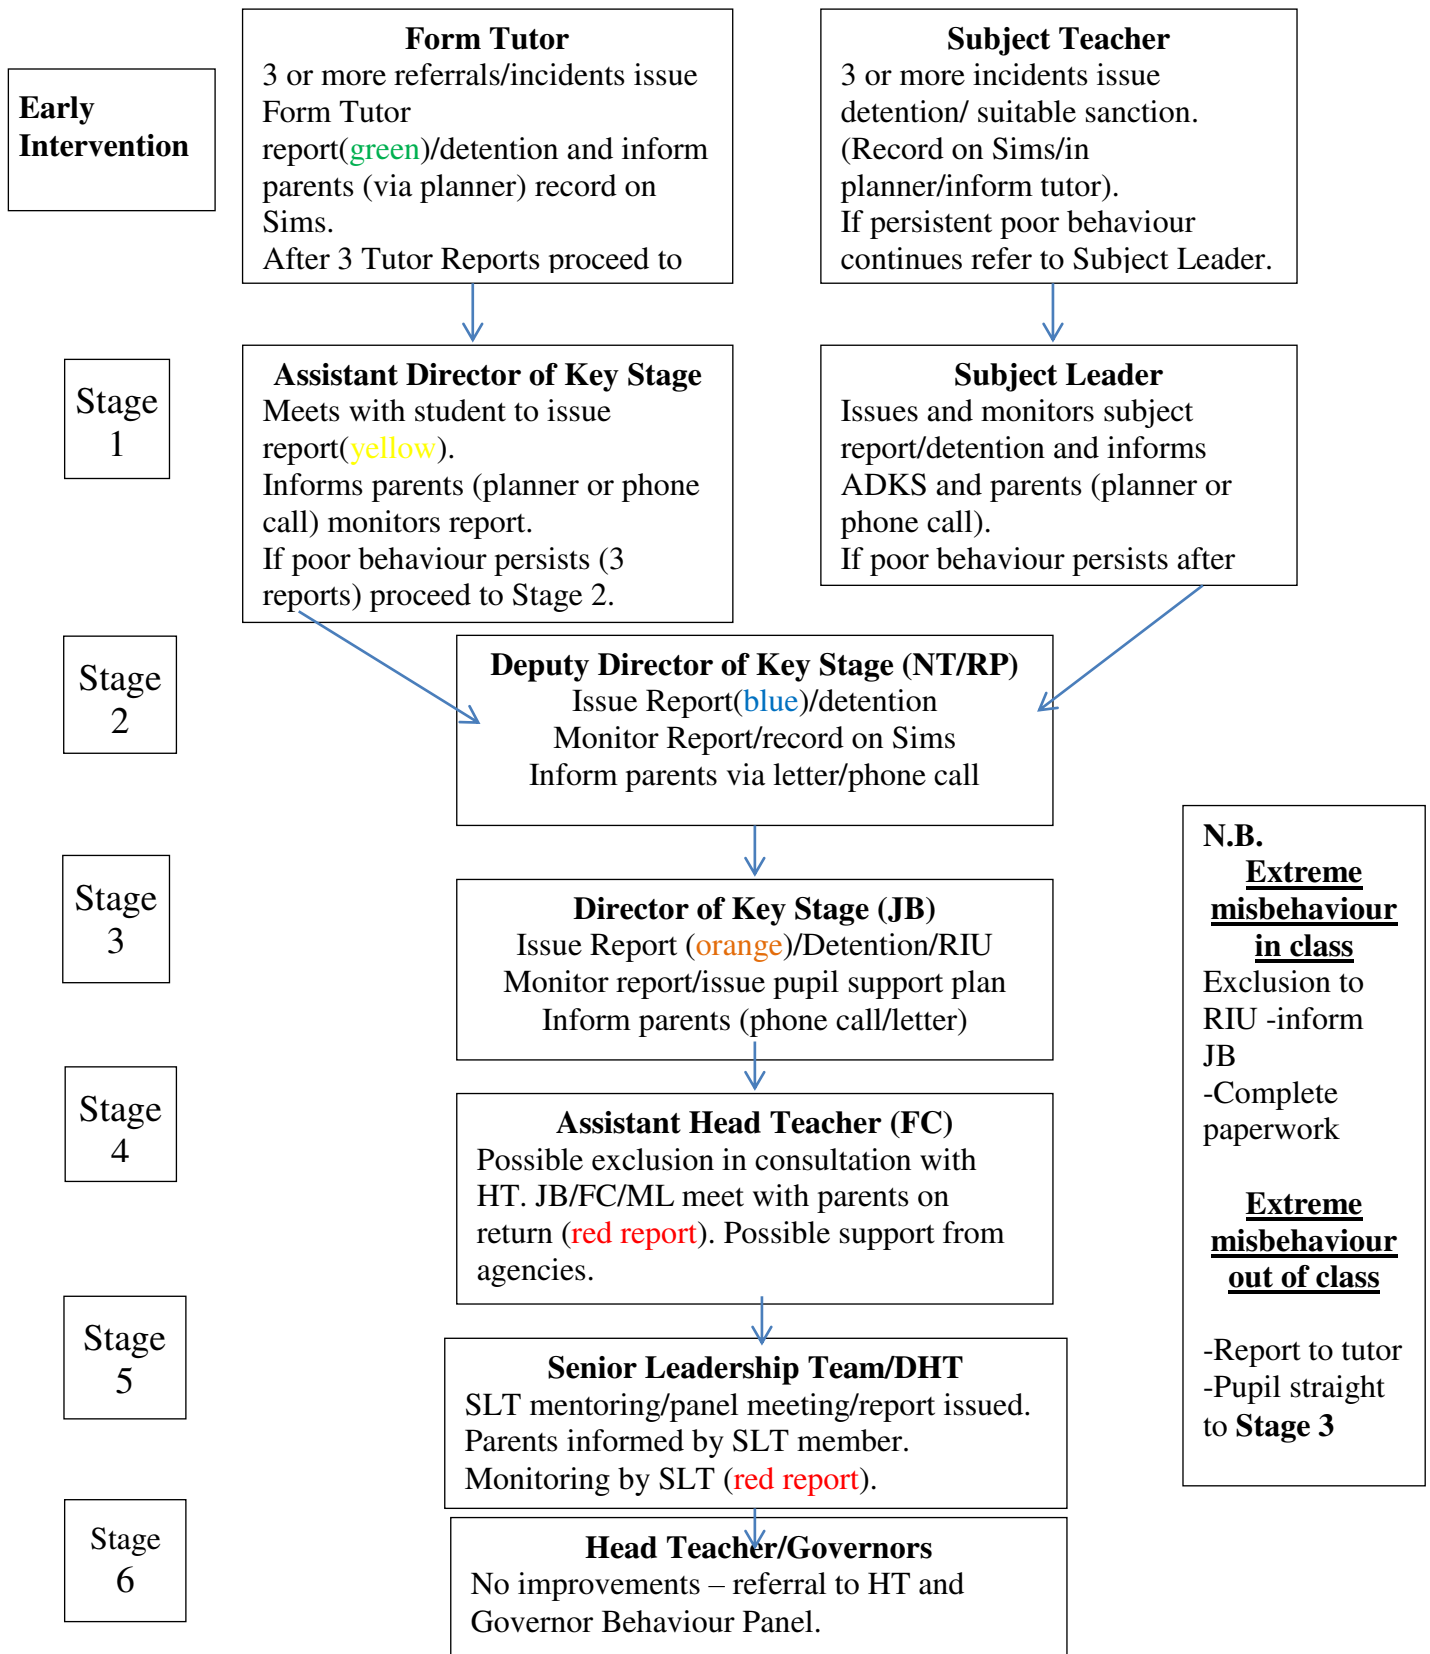 Early
Intervention
Form Tutor
3 or more referrals/incidents issue
Form Tutor
report(green)/detention and inform
parents (via planner) record on
Sims.
After 3 Tutor Reports proceed to
Subject Teacher
3 or more incidents issue
detention/ suitable sanction.
(Record on Sims/in
planner/inform tutor).
If persistent poor behaviour
continues refer to Subject Leader.
Stage
1
Assistant Director of Key Stage
Meets with student to issue
report(yellow).
Informs parents (planner or phone
call) monitors report.
If poor behaviour persists (3
reports) proceed to Stage 2.
Subject Leader
Issues and monitors subject
report/detention and informs
ADKS and parents (planner or
phone call).
If poor behaviour persists after
Stage
2
Deputy Director of Key Stage (NT/RP)
Issue Report(blue)/detention
Monitor Report/record on Sims
Inform parents via letter/phone call
Stage
3
Director of Key Stage (JB)
Issue Report (orange)/Detention/RIU
Monitor report/issue pupil support plan
Inform parents (phone call/letter)
Stage
4
Assistant Head Teacher (FC)
Possible exclusion in consultation with
HT. JB/FC/ML meet with parents on
return (red report). Possible support from
agencies.
Stage
5
Senior Leadership Team/DHT
SLT mentoring/panel meeting/report issued.
Parents informed by SLT member.
Monitoring by SLT (red report).
Stage
6
Head Teacher/Governors
No improvements – referral to HT and
Governor Behaviour Panel.
N.B.
Extreme
misbehaviour
in class
Exclusion to
RIU -inform
JB
-Complete
paperwork
Extreme
misbehaviour
out of class
-Report to tutor
-Pupil straight
to Stage 3